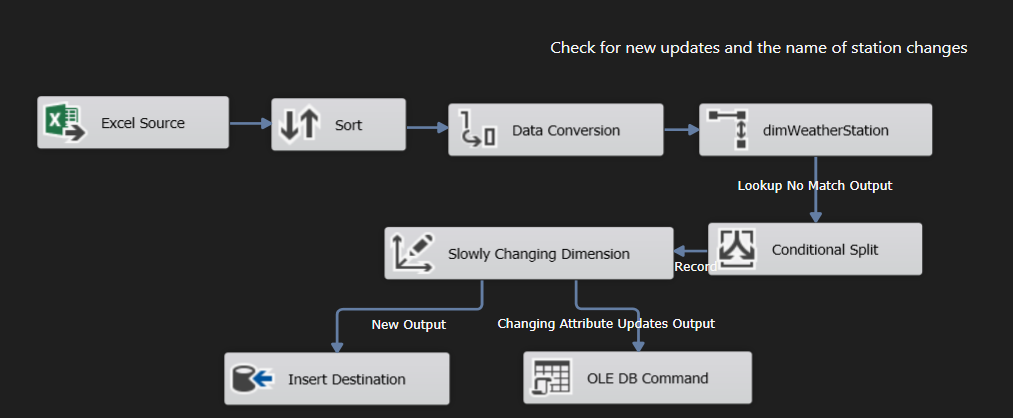 Check for new updates and the name of station changes
Excel Source
Sort
Data Conversion
dimWeatherStation
Lookup No Match Output
Conditional Split
Record
Slowly Changing Dimension
New Output
Changing Attribute Updates Output
Insert Destination
OLE DB Command